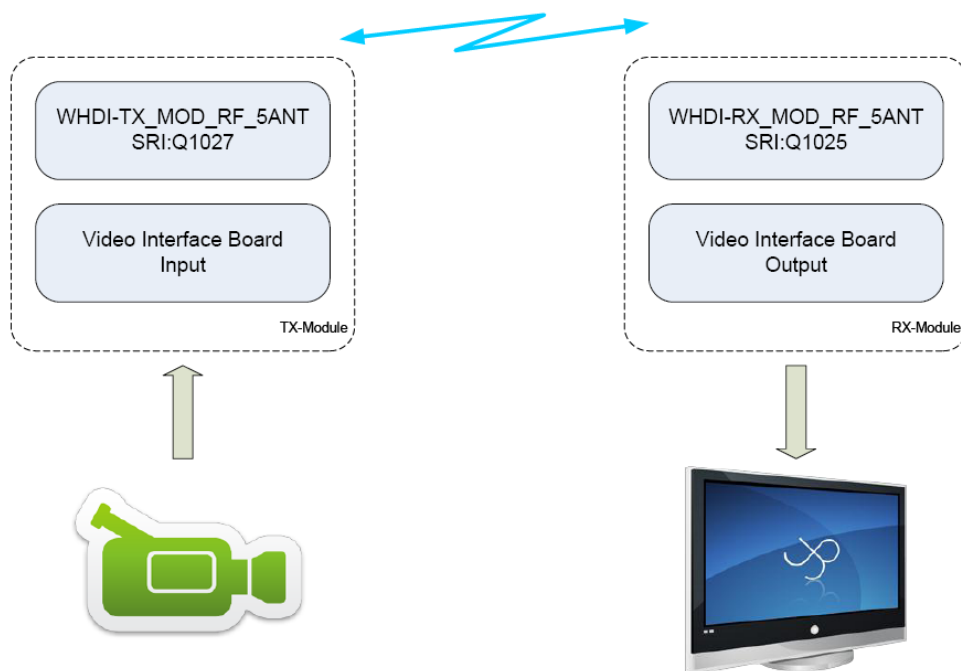 WHDI-TX_MOD_RF_5ANT
SRI:Q1027
Video Interface Board
Input
TX-Module
WHDI-RX_MOD_RF_5ANT
SRI:Q1025
Video Interface Board
Output
RX-Module